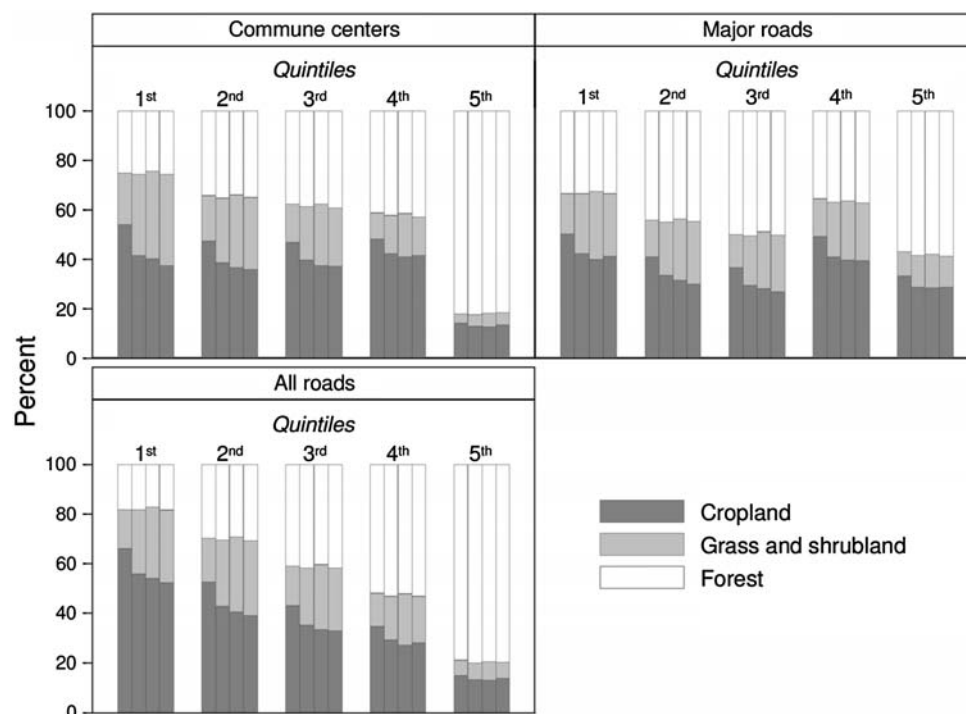 Commune centers
Major roads
Quintiles
Quintiles
1st 2nd 3rd 4th 5th
1st 2nd 3rd 4th 5th
100
80
60
40
20
0
All roads
Quintiles
1st 2nd 3rd 4th 5th
100
80
60
40
20
0
Percent
Cropland
Grass and shrubland
Forest